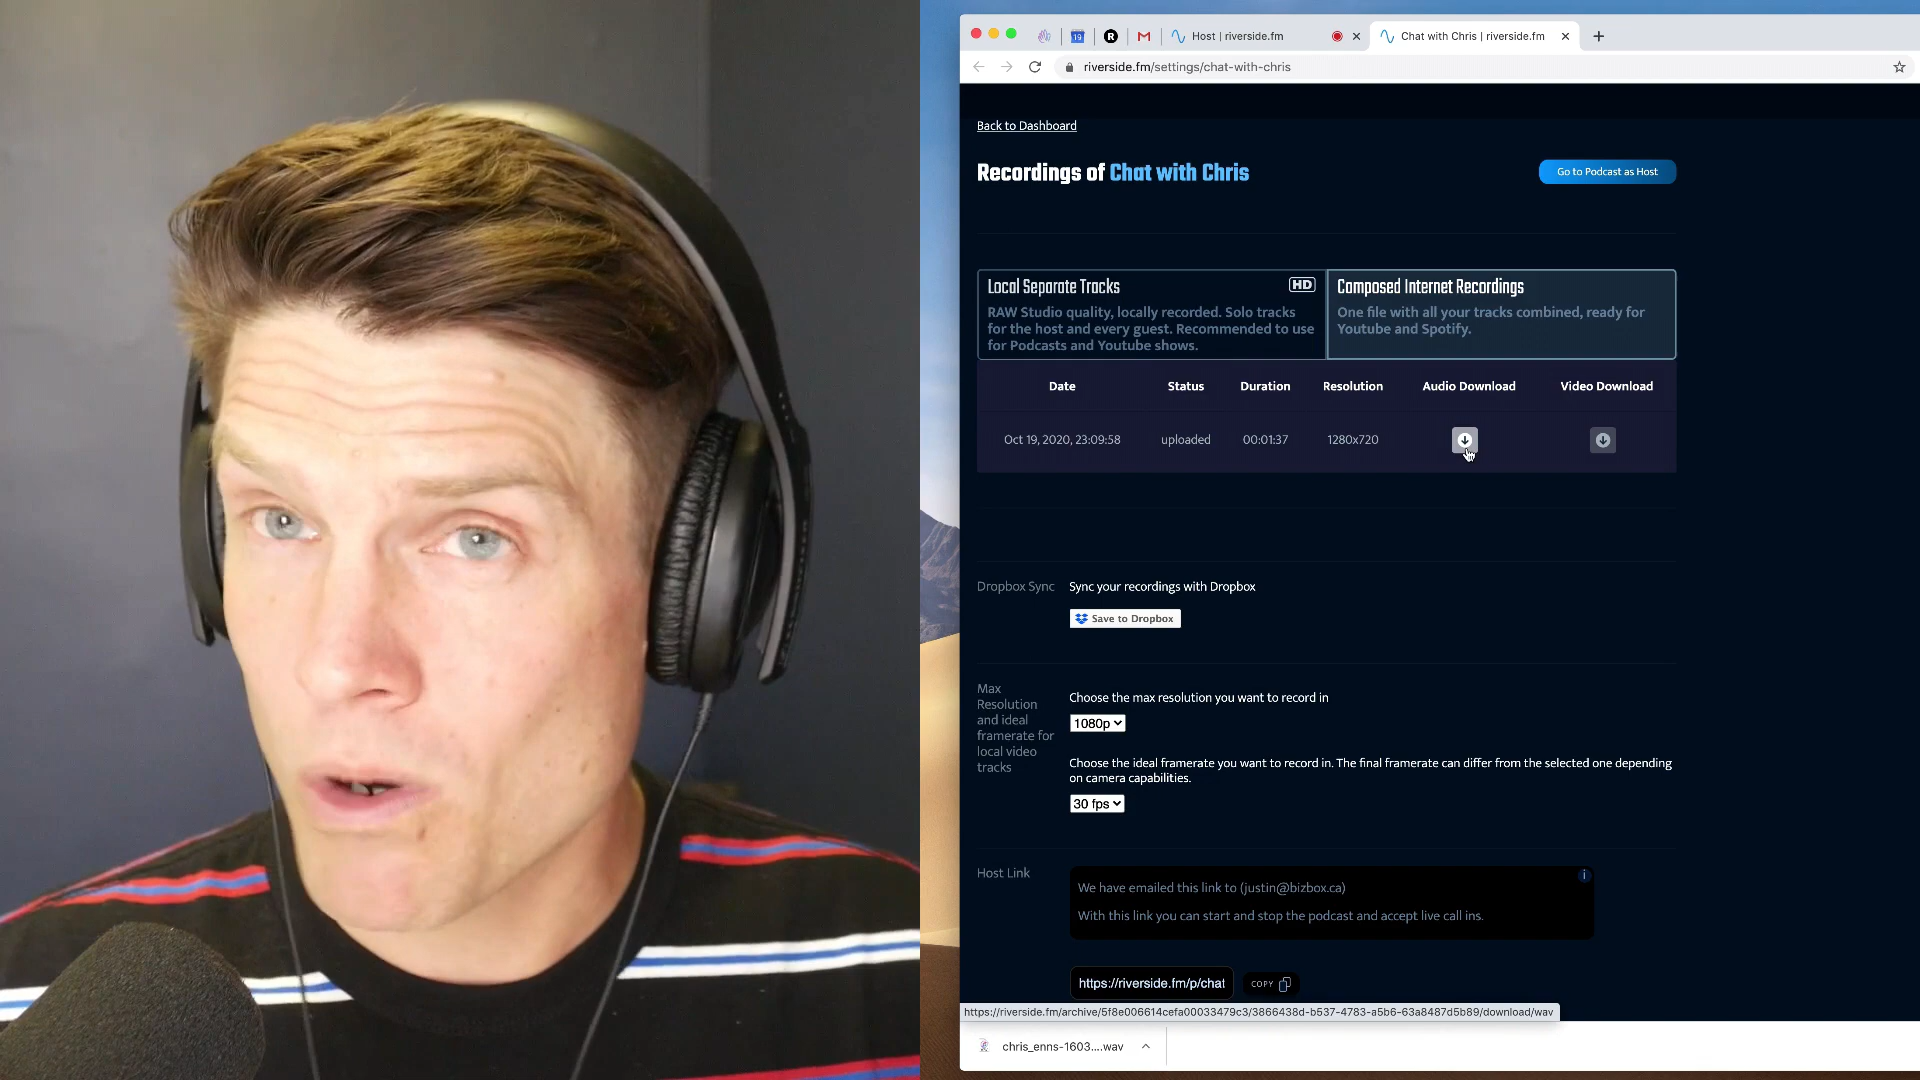 19
R
Host | riverside.fm
Chat with Chris | riverside.fm
riverside.fm/settings/chat-with-chris
Back to Dashboard
Recordings of Chat with Chris
Go to Podcast as Host
Local Separate Tracks
HD
RAW Studio quality, locally recorded. Solo tracks
for the host and every guest. Recommended to use
for Podcasts and Youtube shows.
Composed Internet Recordings
One file with all your tracks combined, ready for
Youtube and Spotify.
Date Status Duration Resolution Audio Download Video Download
Oct 19, 2020, 23:09:58 uploaded 00:01:37 1280x720
Dropbox Sync
Sync your recordings with Dropbox
Save to Dropbox
Max
Resolution
and ideal
framerate for
local video
tracks
Choose the max resolution you want to record in
1080p
Choose the ideal framerate you want to record in. The final framerate can differ from the selected one depending
on camera capabilities.
30 fps
Host Link
We have emailed this link to (justin@bizbox.ca)
i
With this link you can start and stop the podcast and accept live call ins.
https://riverside.fm/p/chat
COPY
https://riverside.fm/archive/5f8e006614cefa00033479c3/3866438d-b537-4783-a5b6-63a8487d5b89/download/wav
chris_enns-1603....wav